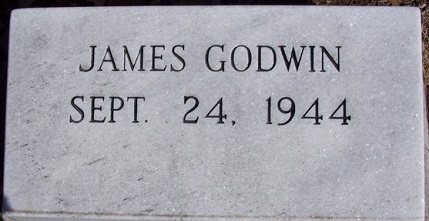 JAMES GODWIN
SEPT. 24, 1944